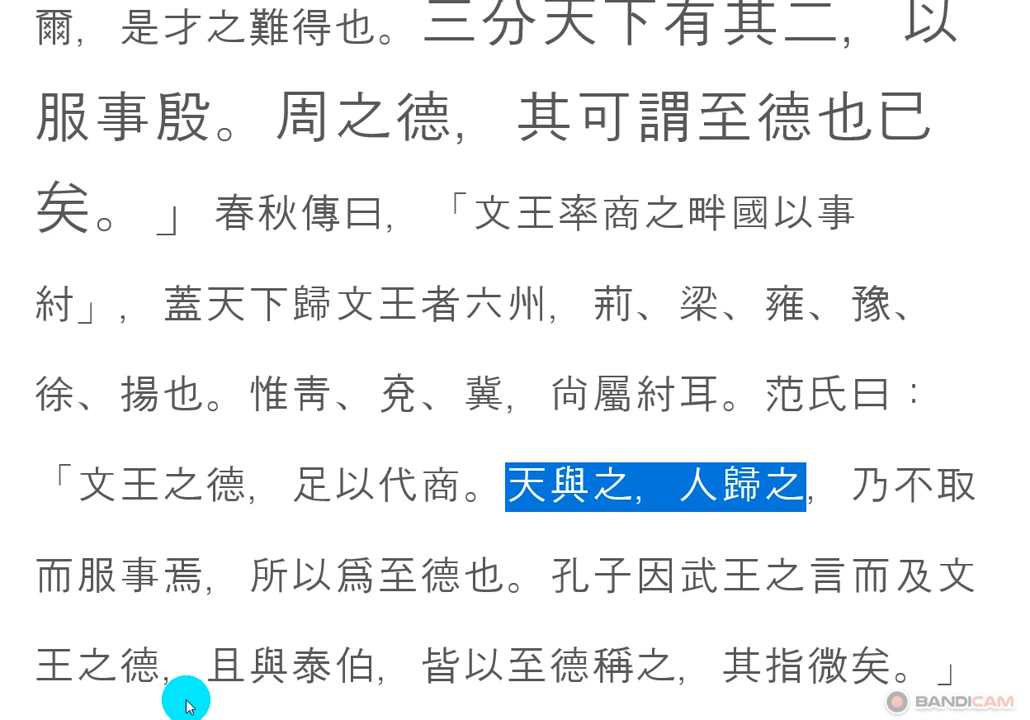 爾, 是才之難得也。三分天下有其二, 以
服事殷。周之德, 其可謂至德也已
矣。」春秋傳曰, 「文王率商之畔國以事
紂」, 蓋天下歸文王者六州, 荊、梁、雍、豫、
徐、揚也。惟靑、兗、冀, 尙屬紂耳。范氏曰：
「文王之德, 足以代商。天與之, 人歸之, 乃不取
而服事焉, 所以爲至德也。孔子因武王之言而及文
王之德, 且與泰伯, 皆以至德稱之, 其指微矣。」
BANDICAM